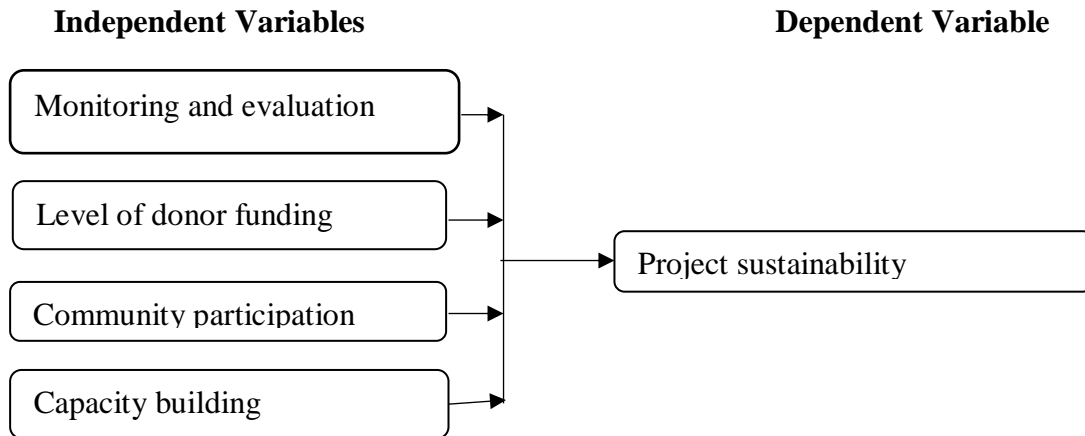 Independent Variables
Dependent Variable
Monitoring and evaluation
Level of donor funding
Project sustainability
Community participation
Capacity building